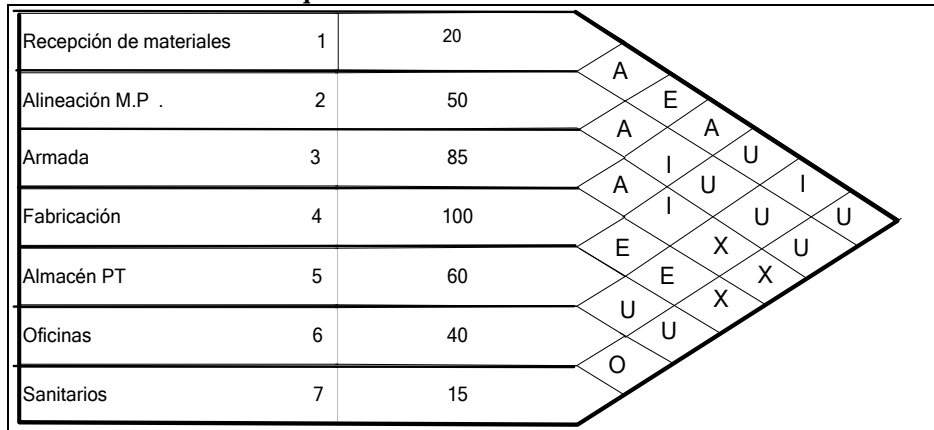 Recepción de materiales 1 20
A
Alineación M.P . 2 50
E
A A
Armada 3 85
I U
A U I
Fabricación 4 100
I U U
E X U
Almacén PT 5 60
E X
U X
Oficinas 6 40
U
O
Sanitarios 7 15